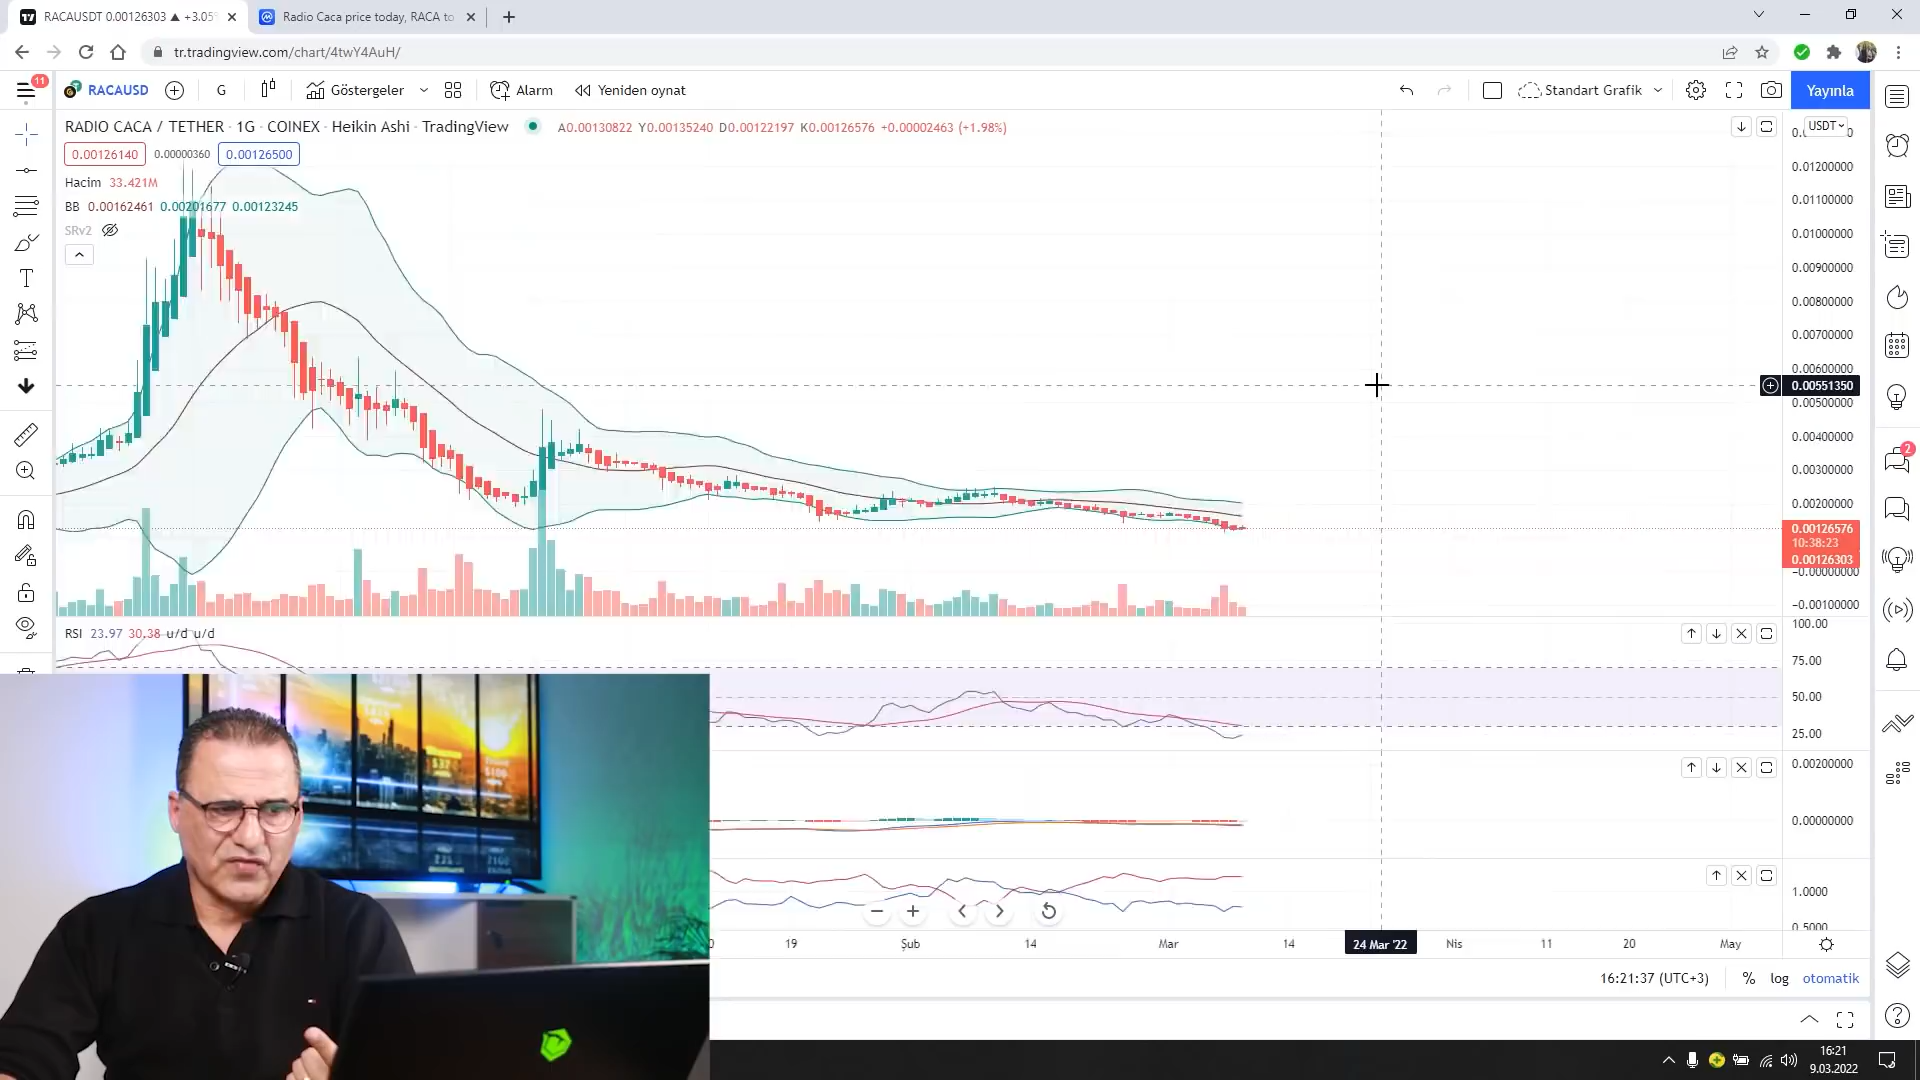 RACAUSDT 0.00126303 ▲ +3.05%
Radio Caca price today, RACA to
tr.tradingview.com/chart/4twY4AuH/
11
RACAUSD
G
Göstergeler
Alarm
Yeniden oynat
Standart Grafik
Yayınla
RADIO CACA / TETHER · 1G · COINEX · Heikin Ashi · TradingView
A0.00130822 Y0.00135240 D0.00122197 K0.00126576 +0.00002463 (+1.98%)
USDT
0.00126140
0.00000360
0.00126500
Hacim 33.421M
BB 0.00162461 0.00201677 0.00123245
SRv2
0.01200000
0.01100000
0.01000000
0.00900000
0.00800000
0.00700000
0.00600000
0.00551350
0.00500000
0.00400000
0.00300000
0.00200000
0.00126576
10:38:23
0.00126303
−0.00000000
−0.00100000
2
RSI 23.97 30.38 u/d u/d
100.00
75.00
50.00
25.00
0.00200000
0.00000000
1.0000
0.5000
19
Şub
14
Mar
14
24 Mar '22
Nis
11
20
May
16:21:37 (UTC+3)
%
log
otomatik
16:21
9.03.2022